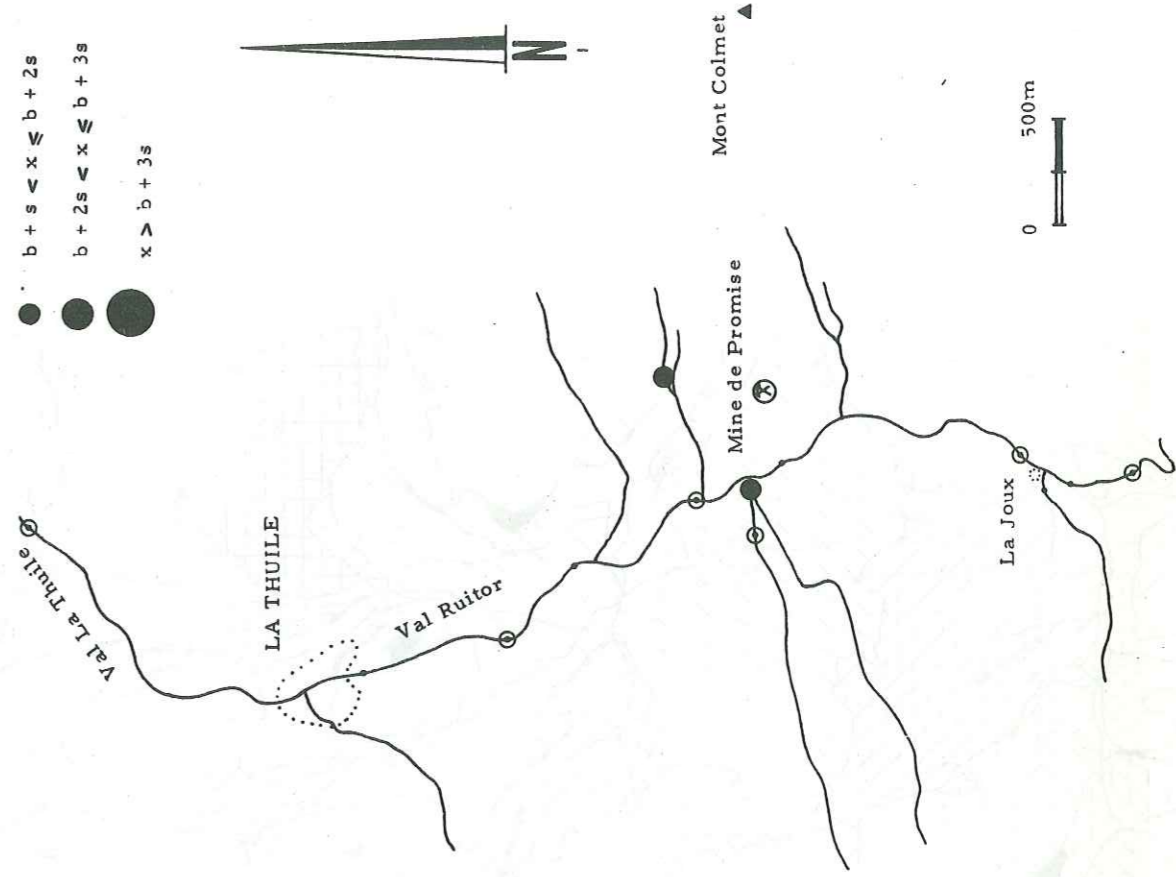 b + s < x ⩽ b + 2s
b + 2s < x ⩽ b + 3s
x > b + 3s
N
Mont Colmet
Val La Thuile
LA THUILE
Val Ruitor
Mine de Promise
La Joux
0 500m